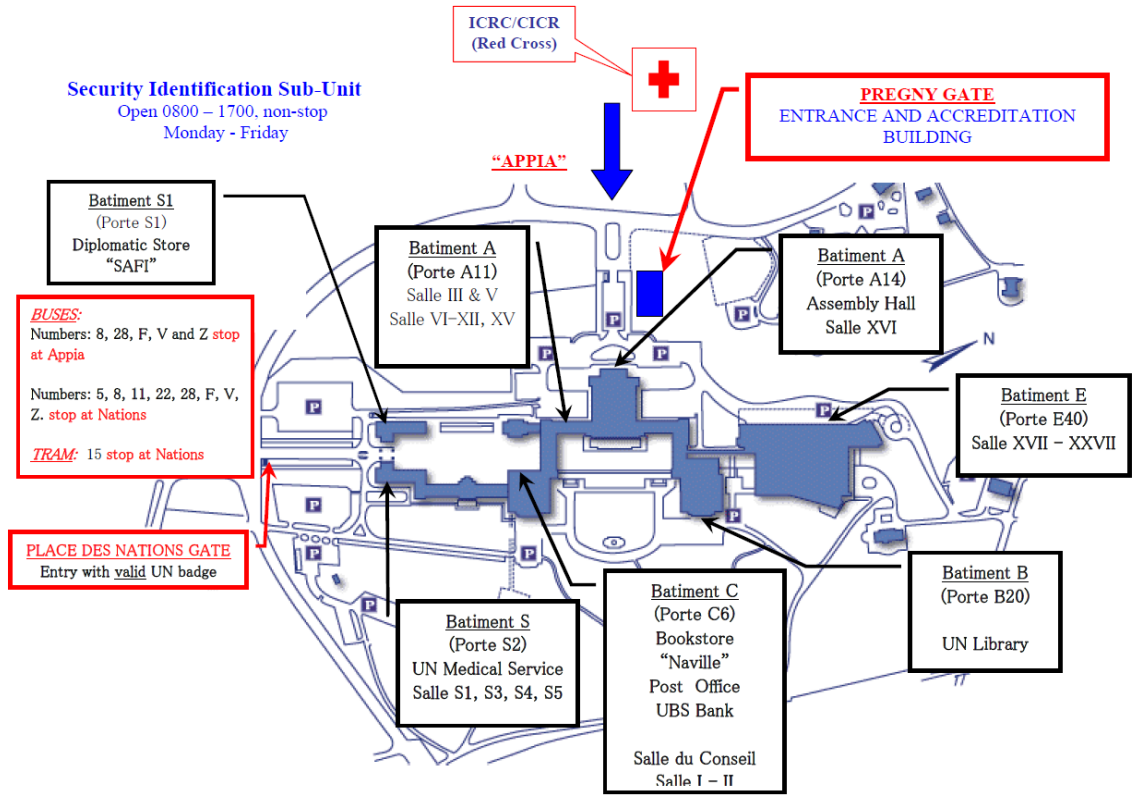 ICRC/CICR
(Red Cross)
Security Identification Sub-Unit
Open 0800 – 1700, non-stop
Monday - Friday
PREGNY GATE
ENTRANCE AND ACCREDITATION
BUILDING
"APPIA"
Batiment S1
(Porte S1)
Diplomatic Store
"SAFI"
Batiment A
(Porte A11)
Salle III & V
Salle VI-XII, XV
Batiment A
(Porte A14)
Assembly Hall
Salle XVI
BUSES:
Numbers: 8, 28, F, V and Z stop
at Appia
Numbers: 5, 8, 11, 22, 28, F, V,
Z. stop at Nations
TRAM: 15 stop at Nations
Batiment E
(Porte E40)
Salle XVII – XXVII
PLACE DES NATIONS GATE
Entry with valid UN badge
Batiment S
(Porte S2)
UN Medical Service
Salle S1, S3, S4, S5
Batiment C
(Porte C6)
Bookstore
"Naville"
Post Office
UBS Bank
Salle du Conseil
Salle I – II
Batiment B
(Porte B20)
UN Library
N
P
P
P
P
P
P
P
P
P
P
P
P